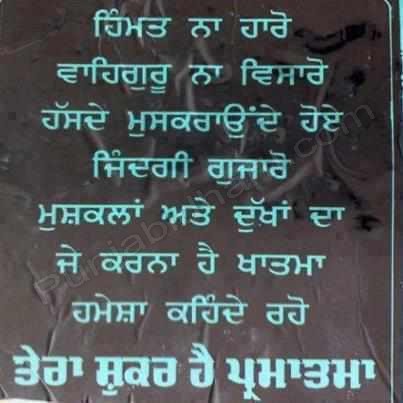 ਹਿੰਮਤ ਨਾ ਹਾਰੋ
ਵਾਹਿਗੁਰੂ ਨਾ ਵਿਸਾਰੋ
ਹੱਸਦੇ ਮੁਸਕਰਾਉਂਦੇ ਹੋਏ
ਜਿੰਦਗੀ ਗੁਜਾਰੋ
ਮੁਸ਼ਕਲਾਂ ਅਤੇ ਦੁੱਖਾਂ ਦਾ
ਜੇ ਕਰਨਾ ਹੈ ਖਾਤਮਾ
ਹਮੇਸ਼ਾ ਕਹਿੰਦੇ ਰਹੋ
ਤੇਰਾ ਸ਼ੁਕਰ ਹੈ ਪ੍ਰਮਾਤਮਾ